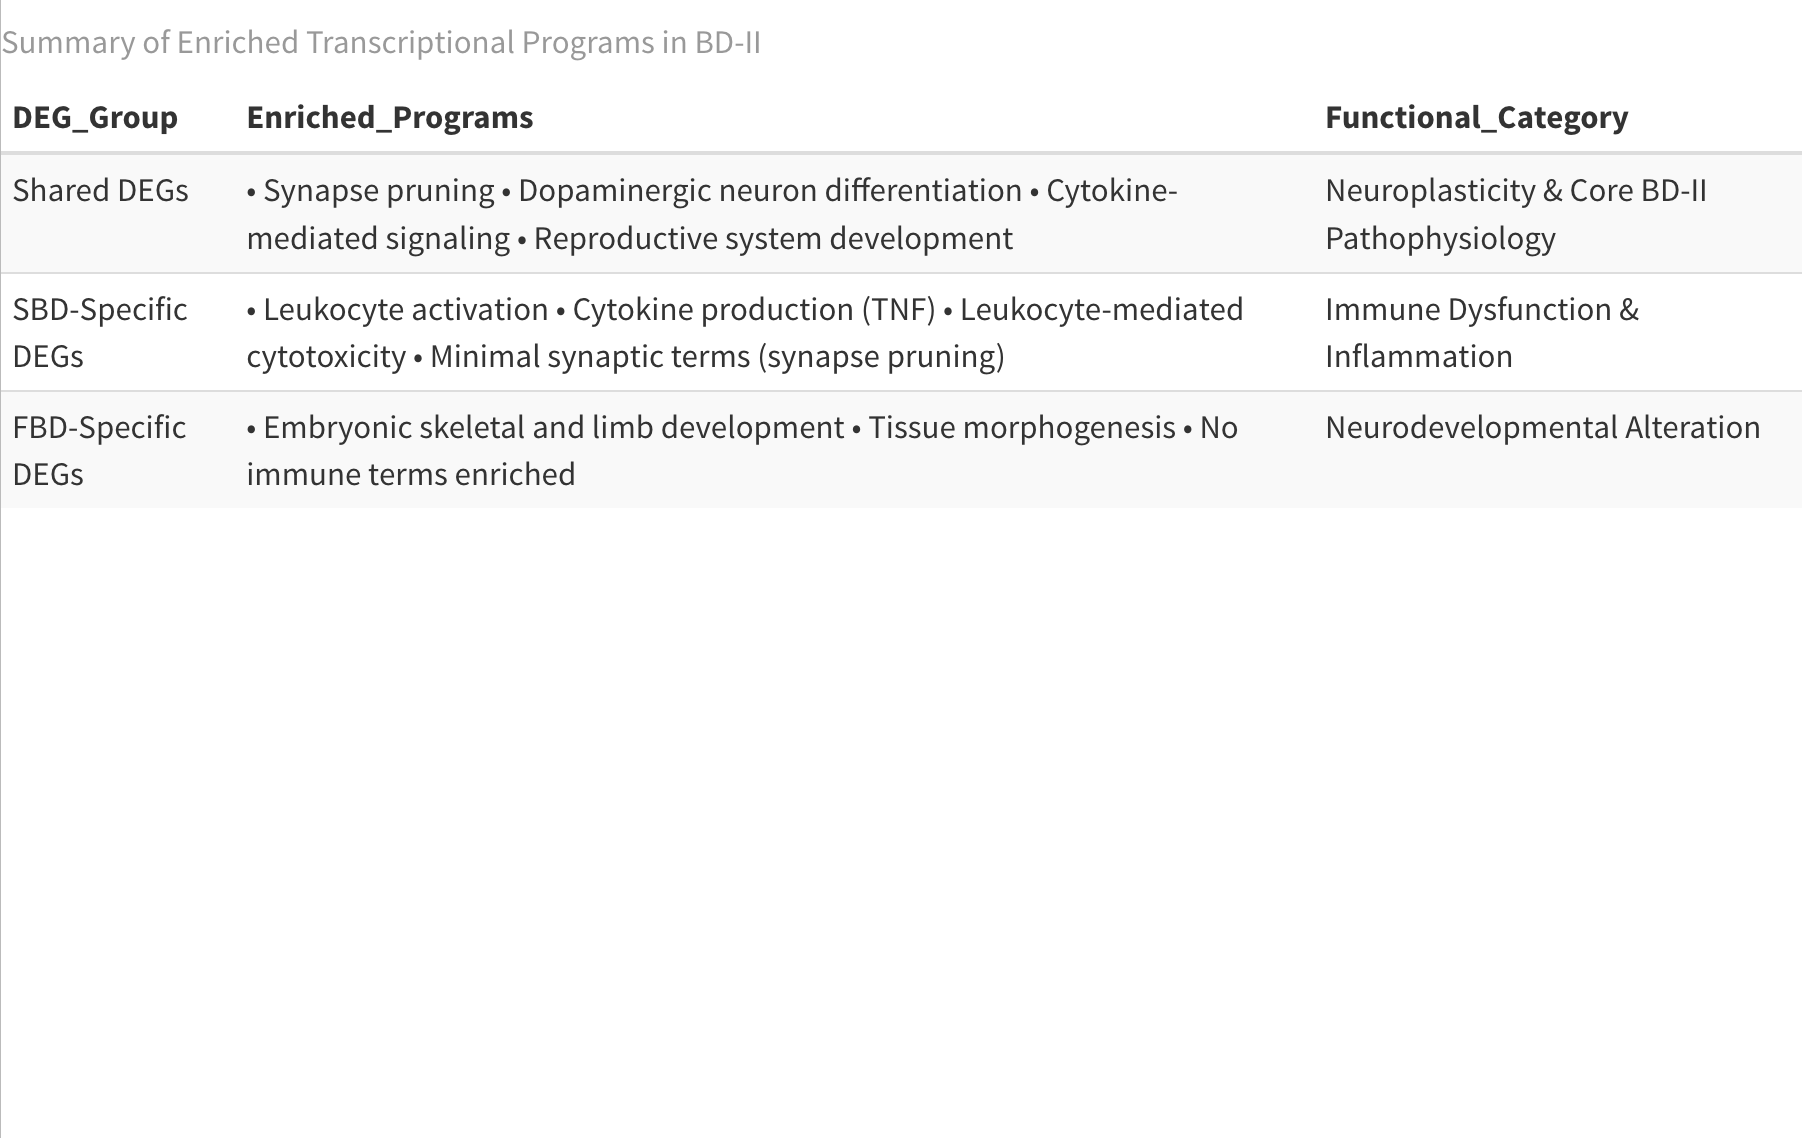 Summary of Enriched Transcriptional Programs in BD-II
DEG_Group Enriched_Programs Functional_Category
Shared DEGs • Synapse pruning • Dopaminergic neuron differentiation • Cytokine- Neuroplasticity & Core BD-II
mediated signaling • Reproductive system development Pathophysiology
SBD-Specific • Leukocyte activation • Cytokine production (TNF) • Leukocyte-mediated Immune Dysfunction &
DEGs cytotoxicity • Minimal synaptic terms (synapse pruning) Inflammation
FBD-Specific • Embryonic skeletal and limb development • Tissue morphogenesis • No Neurodevelopmental Alteration
DEGs immune terms enriched